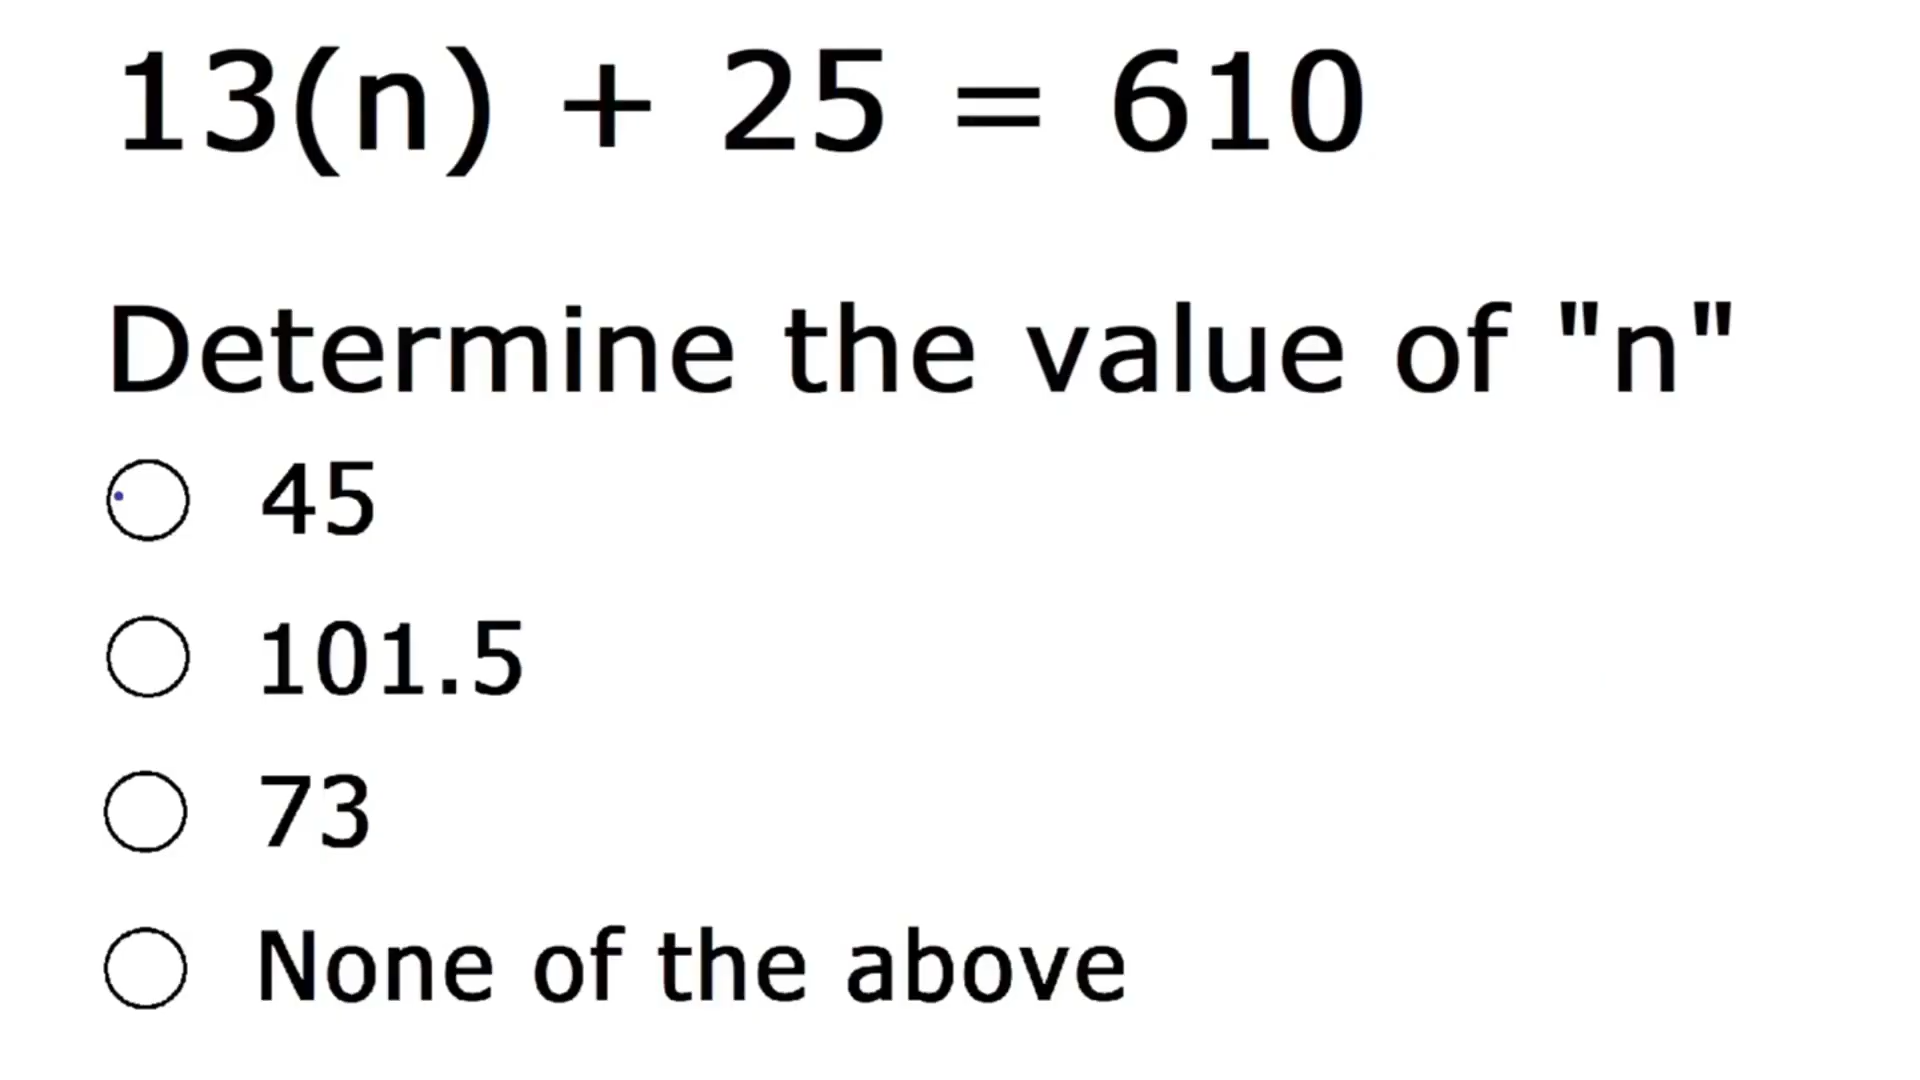 13(n) + 25 = 610
Determine the value of "n"
45
101.5
73
None of the above